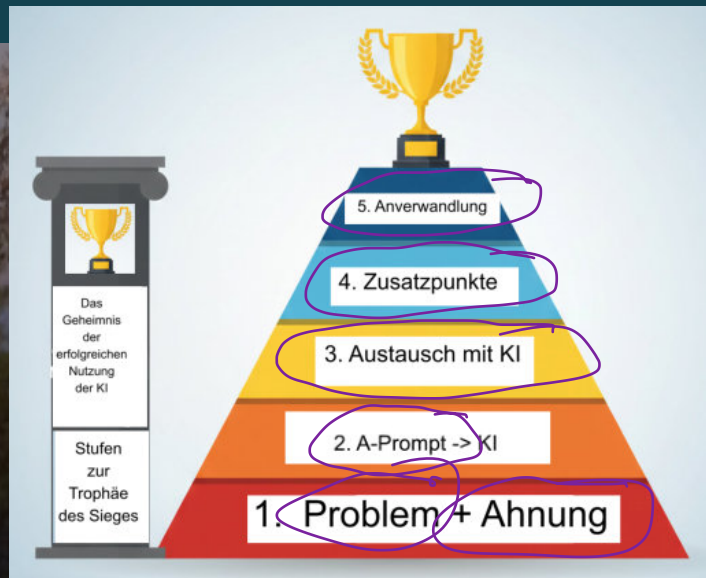 Das
Geheimnis
der
erfolgreichen
Nutzung
der KI
Stufen
zur
Trophäe
des Sieges
5. Anverwandlung
4. Zusatzpunkte
3. Austausch mit KI
2. A-Prompt -> KI
1. Problem + Ahnung